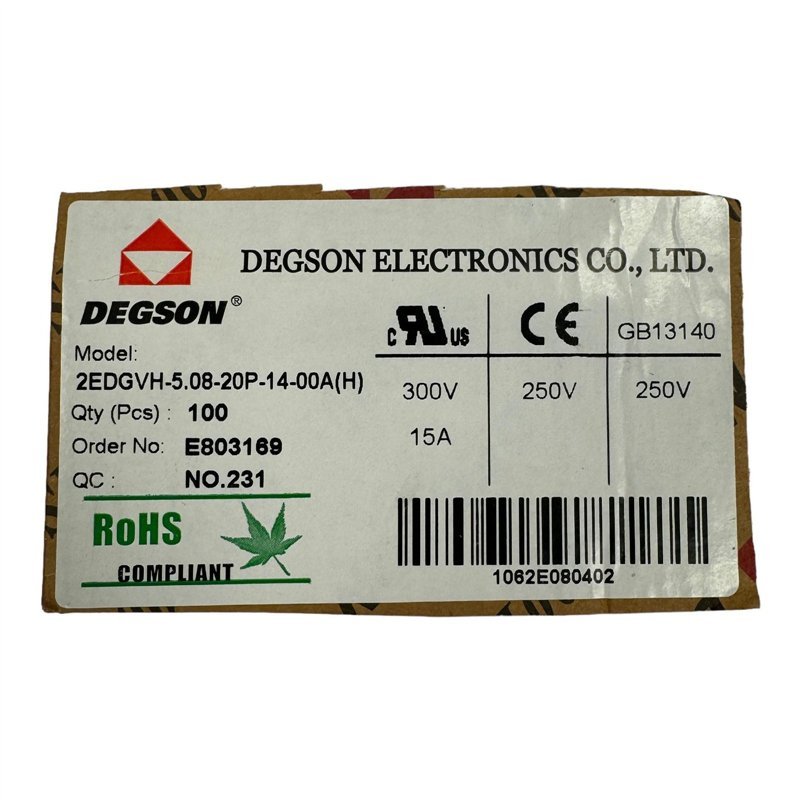 DEGSON ELECTRONICS CO., LTD.
DEGSON®
Model:
2EDGVH-5.08-20P-14-00A(H)
Qty (Pcs) : 100
Order No: E803169
QC : NO.231
RoHS
COMPLIANT
c RU US
CE
GB13140
300V
250V
250V
15A
1062E080402